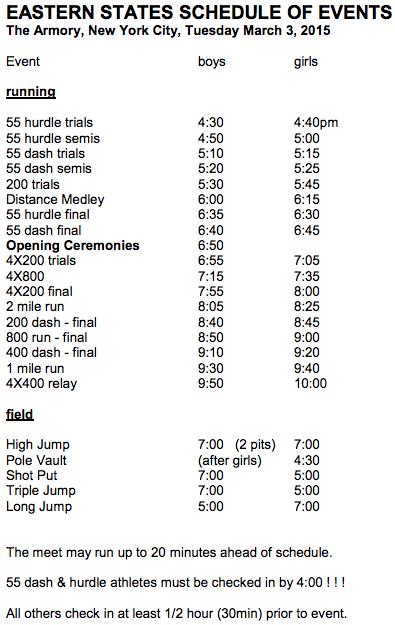 EASTERN STATES SCHEDULE OF EVENTS
The Armory, New York City, Tuesday March 3, 2015
Event boys girls
running
55 hurdle trials 4:30 4:40pm
55 hurdle semis 4:50 5:00
55 dash trials 5:10 5:15
55 dash semis 5:20 5:25
200 trials 5:30 5:45
Distance Medley 6:00 6:15
55 hurdle final 6:35 6:30
55 dash final 6:40 6:45
Opening Ceremonies 6:50
4X200 trials 6:55 7:05
4X800 7:15 7:35
4X200 final 7:55 8:00
2 mile run 8:05 8:25
200 dash - final 8:40 8:45
800 run - final 8:50 9:00
400 dash - final 9:10 9:20
1 mile run 9:30 9:40
4X400 relay 9:50 10:00
field
High Jump 7:00 (2 pits) 7:00
Pole Vault (after girls) 4:30
Shot Put 7:00 5:00
Triple Jump 7:00 5:00
Long Jump 5:00 7:00
The meet may run up to 20 minutes ahead of schedule.
55 dash & hurdle athletes must be checked in by 4:00 ! ! !
All others check in at least 1/2 hour (30min) prior to event.